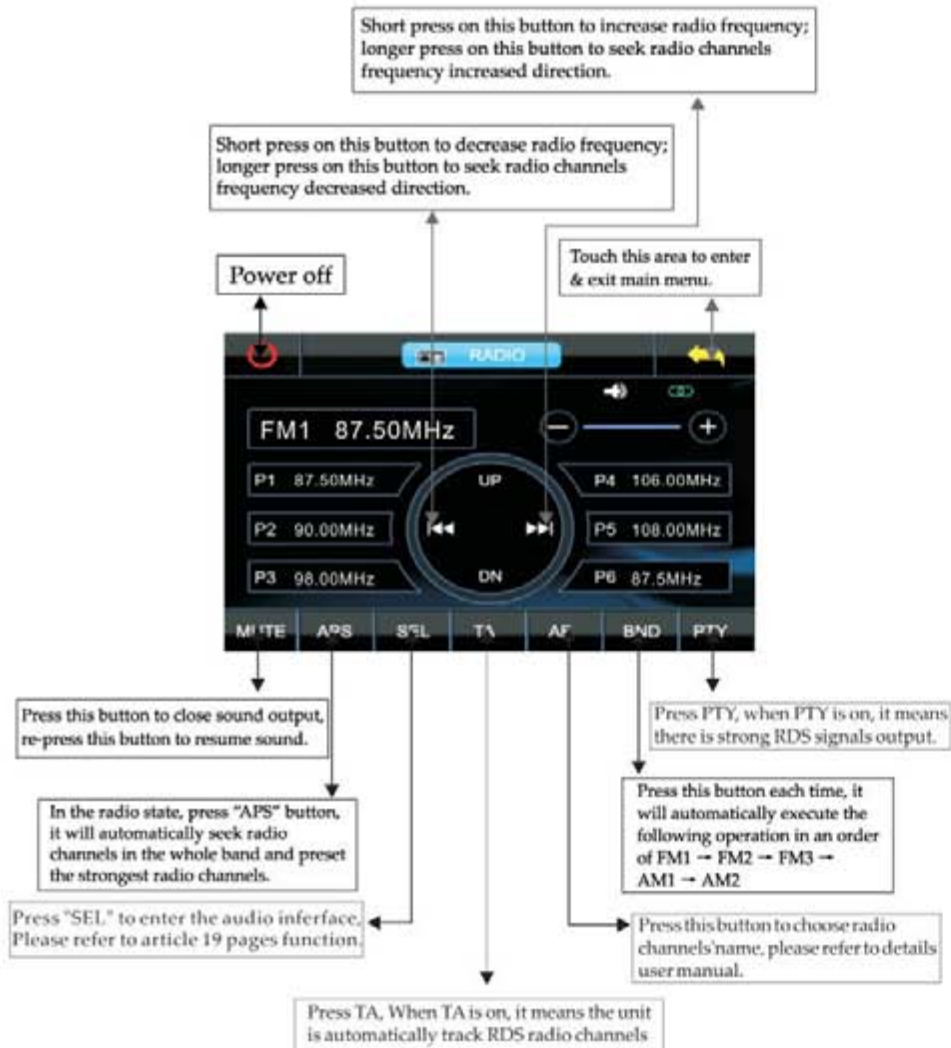 Short press on this button to increase radio frequency;
longer press on this button to seek radio channels
frequency increased direction.
Short press on this button to decrease radio frequency;
longer press on this button to seek radio channels
frequency decreased direction.
Power off
Touch this area to enter
& exit main menu.
RADIO
FM1 87.50MHz
P1 87.50MHz
UP
P4 106.00MHz
P2 90.00MHz
P5 108.00MHz
P3 98.00MHz
DN
P6 87.5MHz
MUTE APS SEL TA AF BND PTY
Press this button to close sound output,
re-press this button to resume sound.
Press PTY, when PTY is on, it means
there is strong RDS signals output.
In the radio state, press "APS" button,
it will automatically seek radio
channels in the whole band and preset
the strongest radio channels.
Press this button each time, it
will automatically execute the
following operation in an order
of FM1 → FM2 → FM3 →
AM1 → AM2
Press "SEL" to enter the audio inferface,
Please refer to article 19 pages function.
Press this button to choose radio
channels'name, please refer to details
user manual.
Press TA, When TA is on, it means the unit
is automatically track RDS radio channels